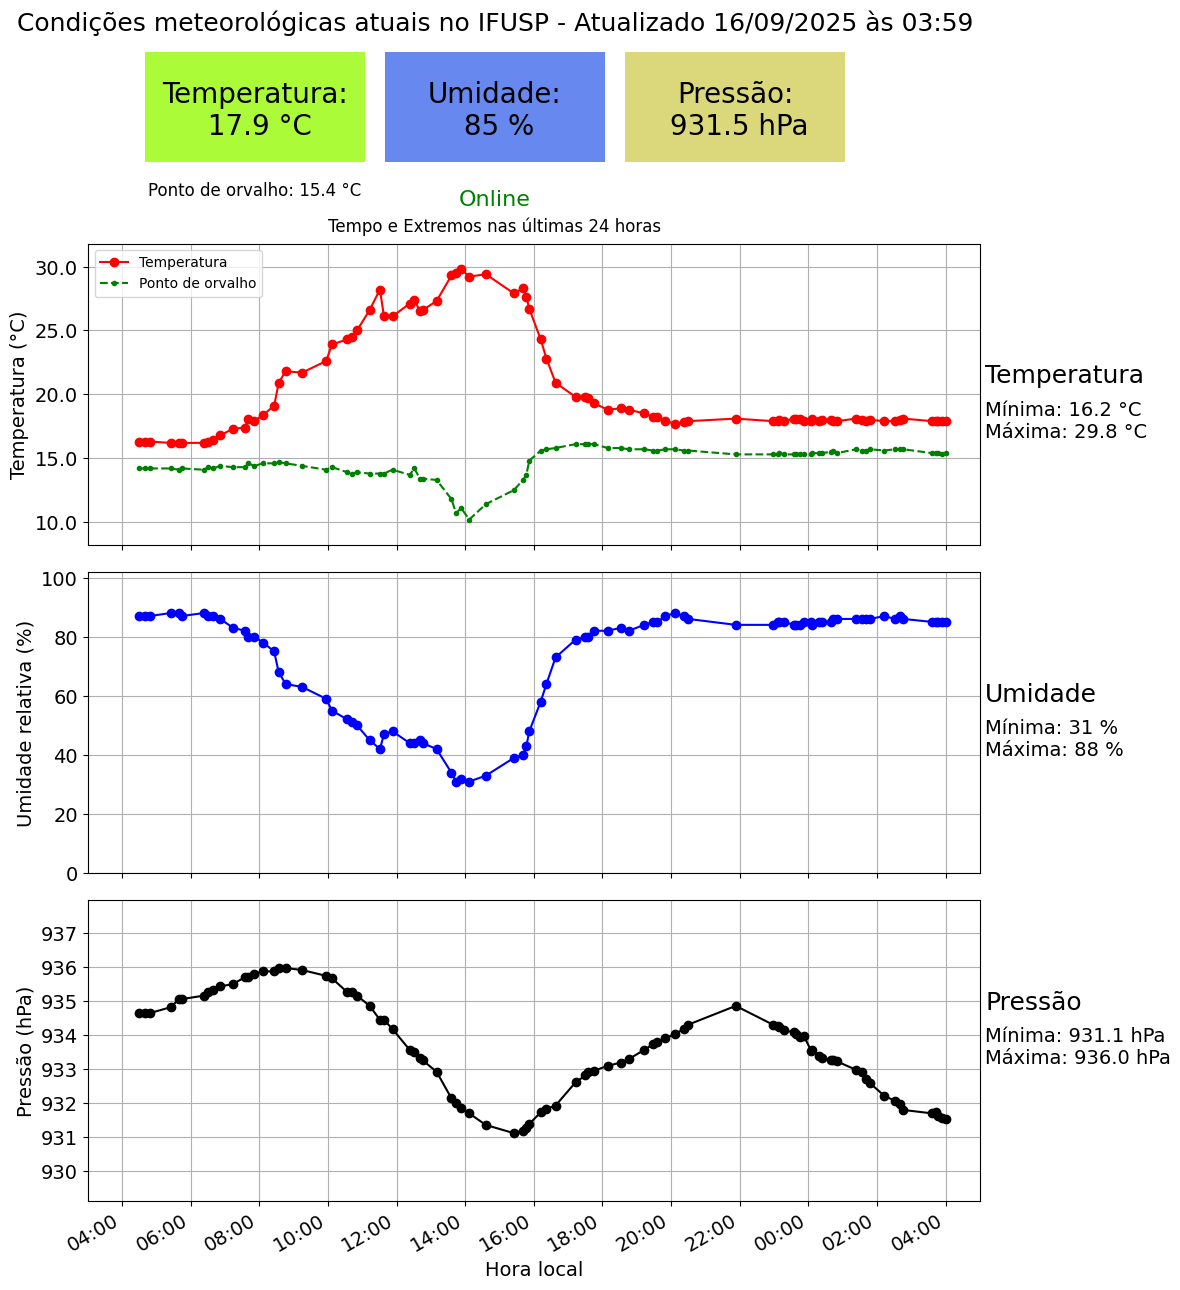 Condições meteorológicas atuais no IFUSP - Atualizado 16/09/2025 às 03:59
Temperatura:
17.9 °C
Umidade:
85 %
Pressão:
931.5 hPa
Ponto de orvalho: 15.4 °C
Online
Tempo e Extremos nas últimas 24 horas
Temperatura
Ponto de orvalho
Temperatura (°C)
30.0
25.0
20.0
15.0
10.0
Temperatura
Mínima: 16.2 °C
Máxima: 29.8 °C
Umidade relativa (%)
100
80
60
40
20
0
Umidade
Mínima: 31 %
Máxima: 88 %
Pressão (hPa)
937
936
935
934
933
932
931
930
Pressão
Mínima: 931.1 hPa
Máxima: 936.0 hPa
04:00 06:00 08:00 10:00 12:00 14:00 16:00 18:00 20:00 22:00 00:00 02:00 04:00
Hora local